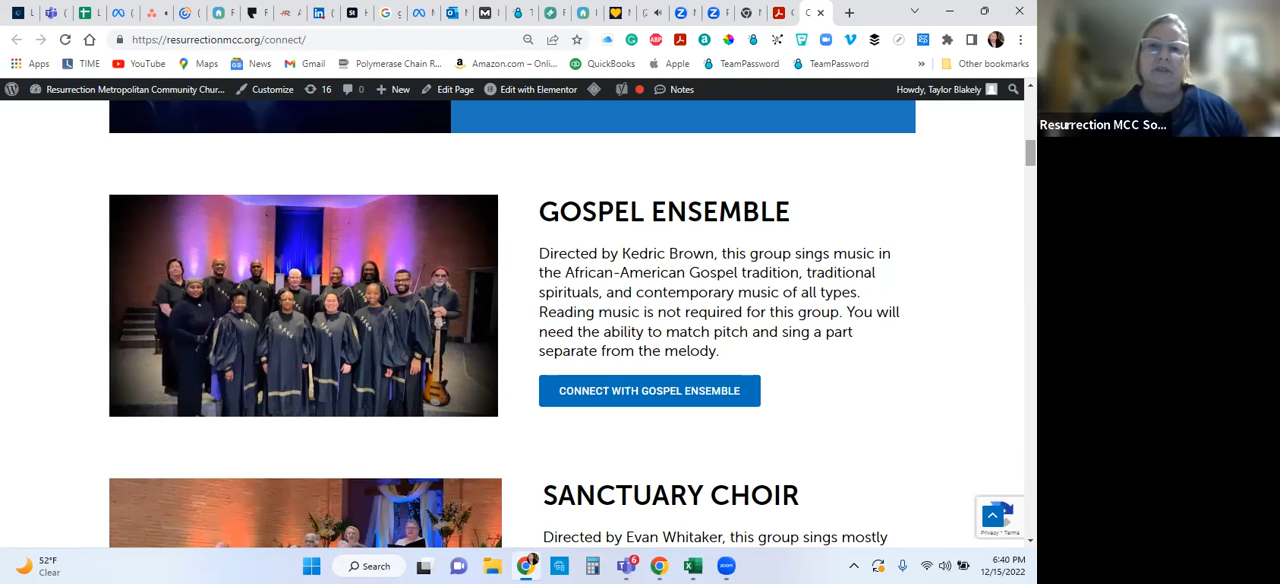 https://resurrectionmcc.org/connect/
Apps TIME YouTube Maps News Gmail Polymerase Chain R... Amazon.com – Onli... QuickBooks Apple TeamPassword TeamPassword » Other bookmarks
Resurrection Metropolitan Community Chur... Customize 16 0 New Edit Page Edit with Elementor Notes Howdy, Taylor Blakely
Resurrection MCC So...
GOSPEL ENSEMBLE
Directed by Kedric Brown, this group sings music in
the African-American Gospel tradition, traditional
spirituals, and contemporary music of all types.
Reading music is not required for this group. You will
need the ability to match pitch and sing a part
separate from the melody.
CONNECT WITH GOSPEL ENSEMBLE
SANCTUARY CHOIR
Directed by Evan Whitaker, this group sings mostly
Privacy - Terms
52°F
Clear
Search
6
zoom
6:40 PM
12/15/2022